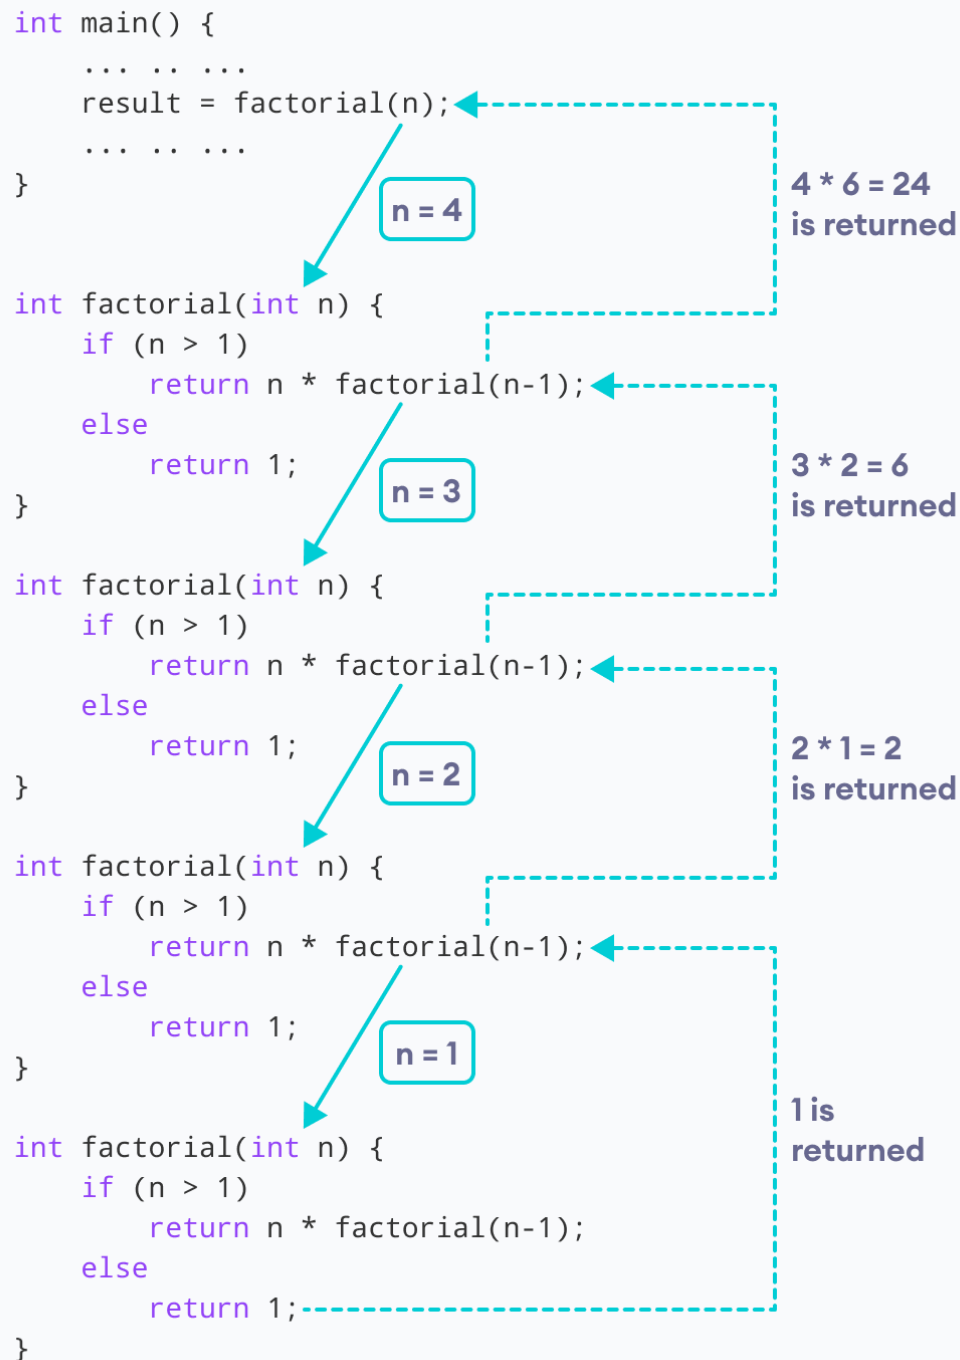 int main() {
    ... .. ...
    result = factorial(n);
    ... .. ...
}
4 * 6 = 24
is returned
n = 4
int factorial(int n) {
    if (n > 1)
        return n * factorial(n-1);
    else
        return 1;
}
3 * 2 = 6
is returned
n = 3
int factorial(int n) {
    if (n > 1)
        return n * factorial(n-1);
    else
        return 1;
}
2 * 1 = 2
is returned
n = 2
int factorial(int n) {
    if (n > 1)
        return n * factorial(n-1);
    else
        return 1;
}
n = 1
1 is
returned
int factorial(int n) {
    if (n > 1)
        return n * factorial(n-1);
    else
        return 1;
}